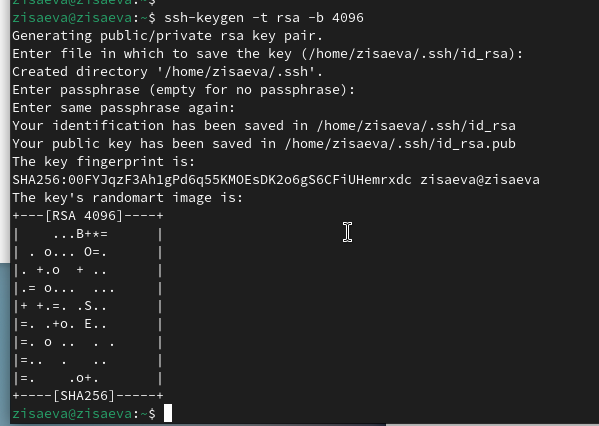 zisaeva@zisaeva:~$ ssh-keygen -t rsa -b 4096
Generating public/private rsa key pair.
Enter file in which to save the key (/home/zisaeva/.ssh/id_rsa):
Created directory '/home/zisaeva/.ssh'.
Enter passphrase (empty for no passphrase):
Enter same passphrase again:
Your identification has been saved in /home/zisaeva/.ssh/id_rsa
Your public key has been saved in /home/zisaeva/.ssh/id_rsa.pub
The key fingerprint is:
SHA256:00FYJqzF3Ah1gPd6q55KMOEsDK2o6gS6CFiUHemrxdc zisaeva@zisaeva
The key's randomart image is:
+---[RSA 4096]----+
|    ...B+*=      |
| . o... O=.      |
|. +.o  + ..      |
|.= o...  ...     |
|+ +.=. .S..      |
|=. .+o. E..      |
|=. o ..  . .     |
|=..  .   ..      |
|=.    .o+.       |
+----[SHA256]-----+
zisaeva@zisaeva:~$